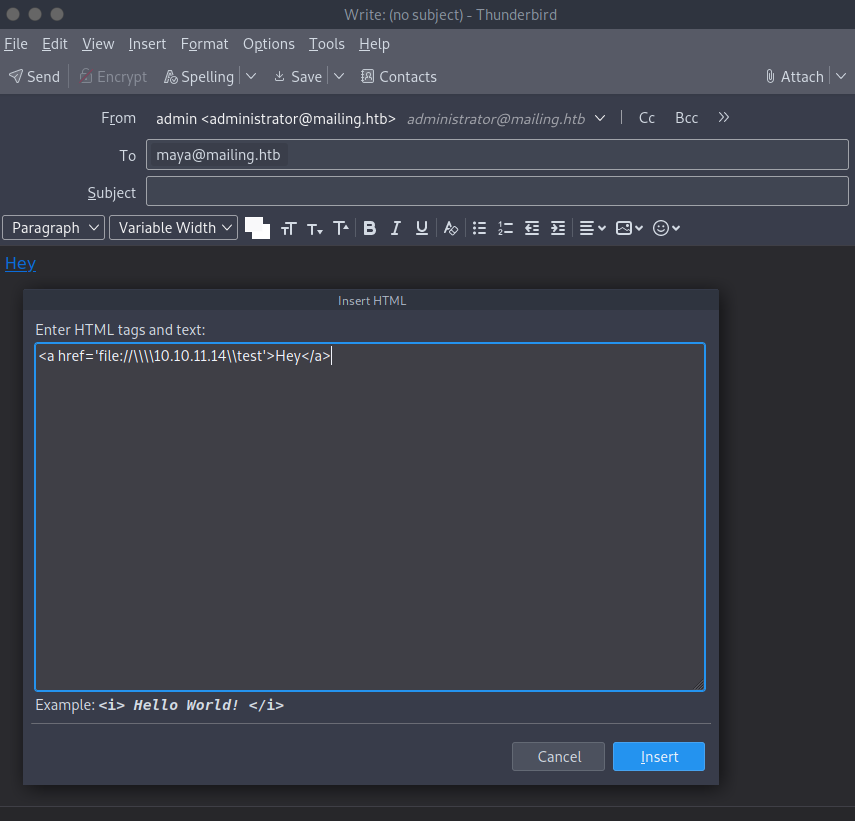 Write: (no subject) - Thunderbird
File Edit View Insert Format Options Tools Help
Send Encrypt Spelling Save Contacts Attach
From admin <administrator@mailing.htb> administrator@mailing.htb Cc Bcc »
To maya@mailing.htb
Subject
Paragraph Variable Width
Hey
Insert HTML
Enter HTML tags and text:
<a href='file://\\\\10.10.11.14\\test'>Hey</a>
Example: <i> Hello World! </i>
Cancel Insert